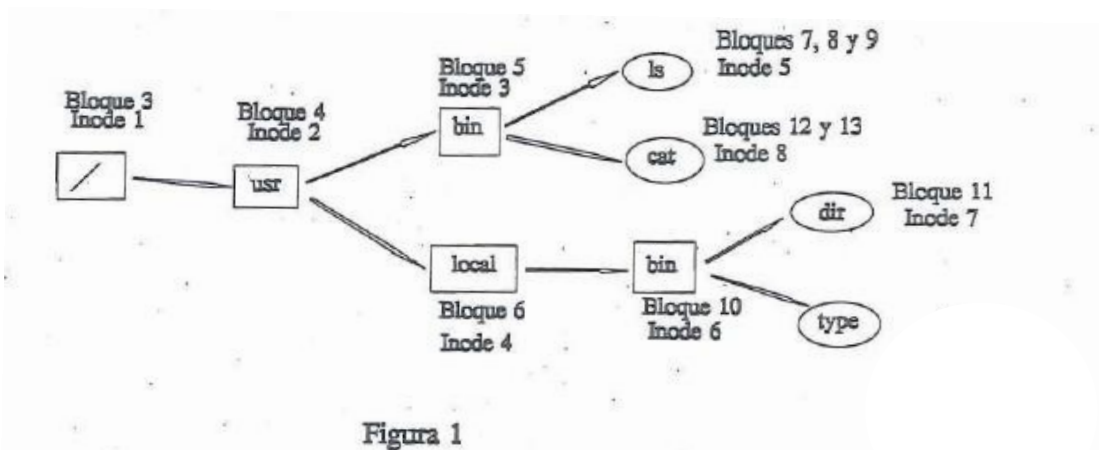 Bloques 7, 8 y 9
Inode 5
ls
Bloque 5
Inode 3
bin
Bloque 3
Inode 1
/
Bloque 4
Inode 2
usr
Bloques 12 y 13
Inode 8
cat
Bloque 11
Inode 7
dir
local
Bloque 6
Inode 4
bin
Bloque 10
Inode 6
type
Figura 1